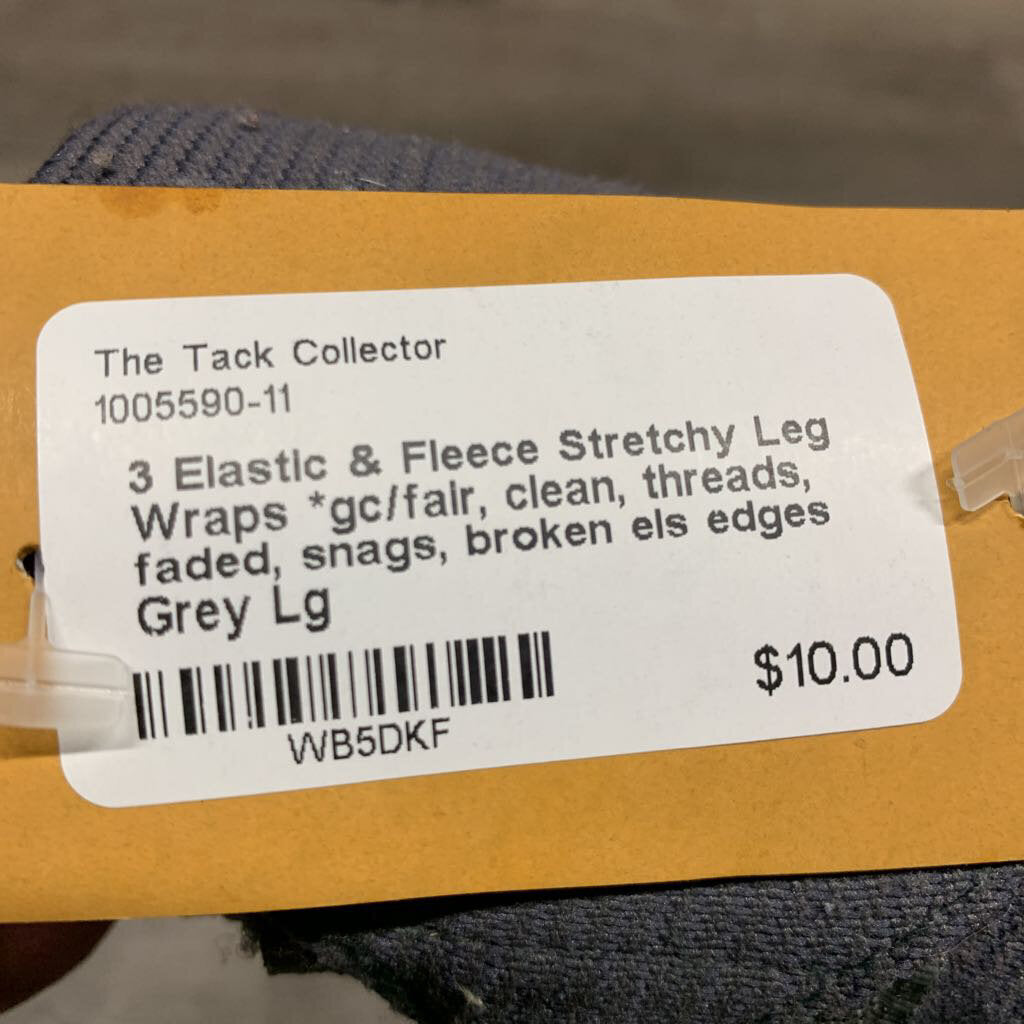 The Tack Collector
1005590-11
3 Elastic & Fleece Stretchy Leg
Wraps *gc/fair, clean, threads,
faded, snags, broken els edges
Grey Lg
$10.00
WB5DKF